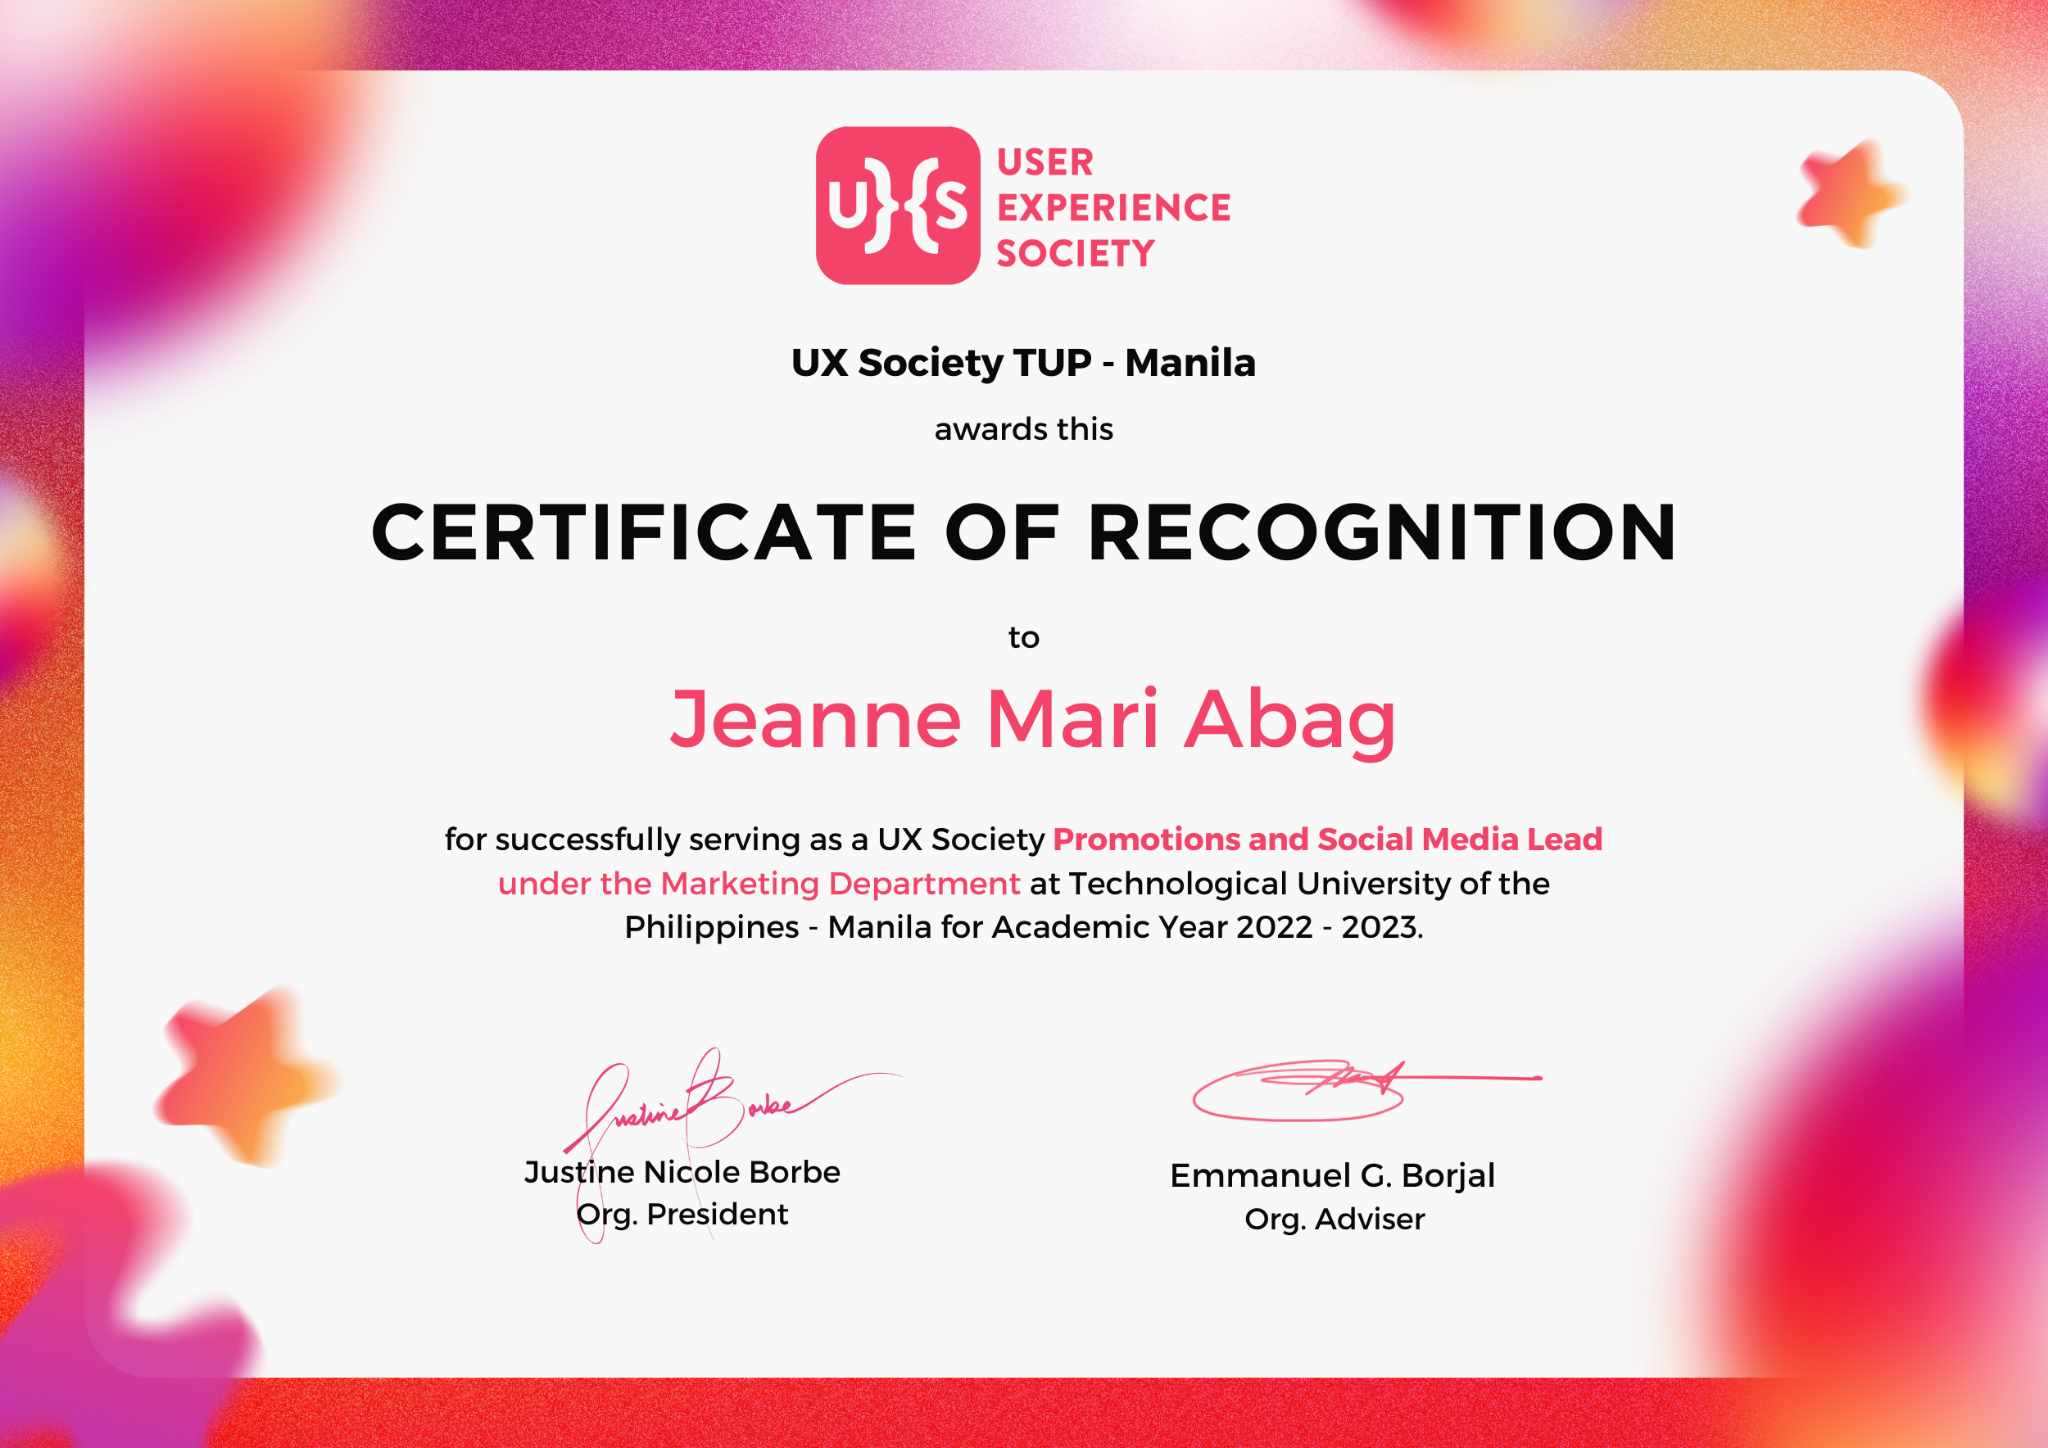 UXS
USER
EXPERIENCE
SOCIETY
UX Society TUP - Manila
awards this
CERTIFICATE OF RECOGNITION
to
Jeanne Mari Abag
for successfully serving as a UX Society Promotions and Social Media Lead
under the Marketing Department at Technological University of the
Philippines - Manila for Academic Year 2022 - 2023.
Justine Borbe
Justine Nicole Borbe
Org. President
Emmanuel G. Borjal
Org. Adviser